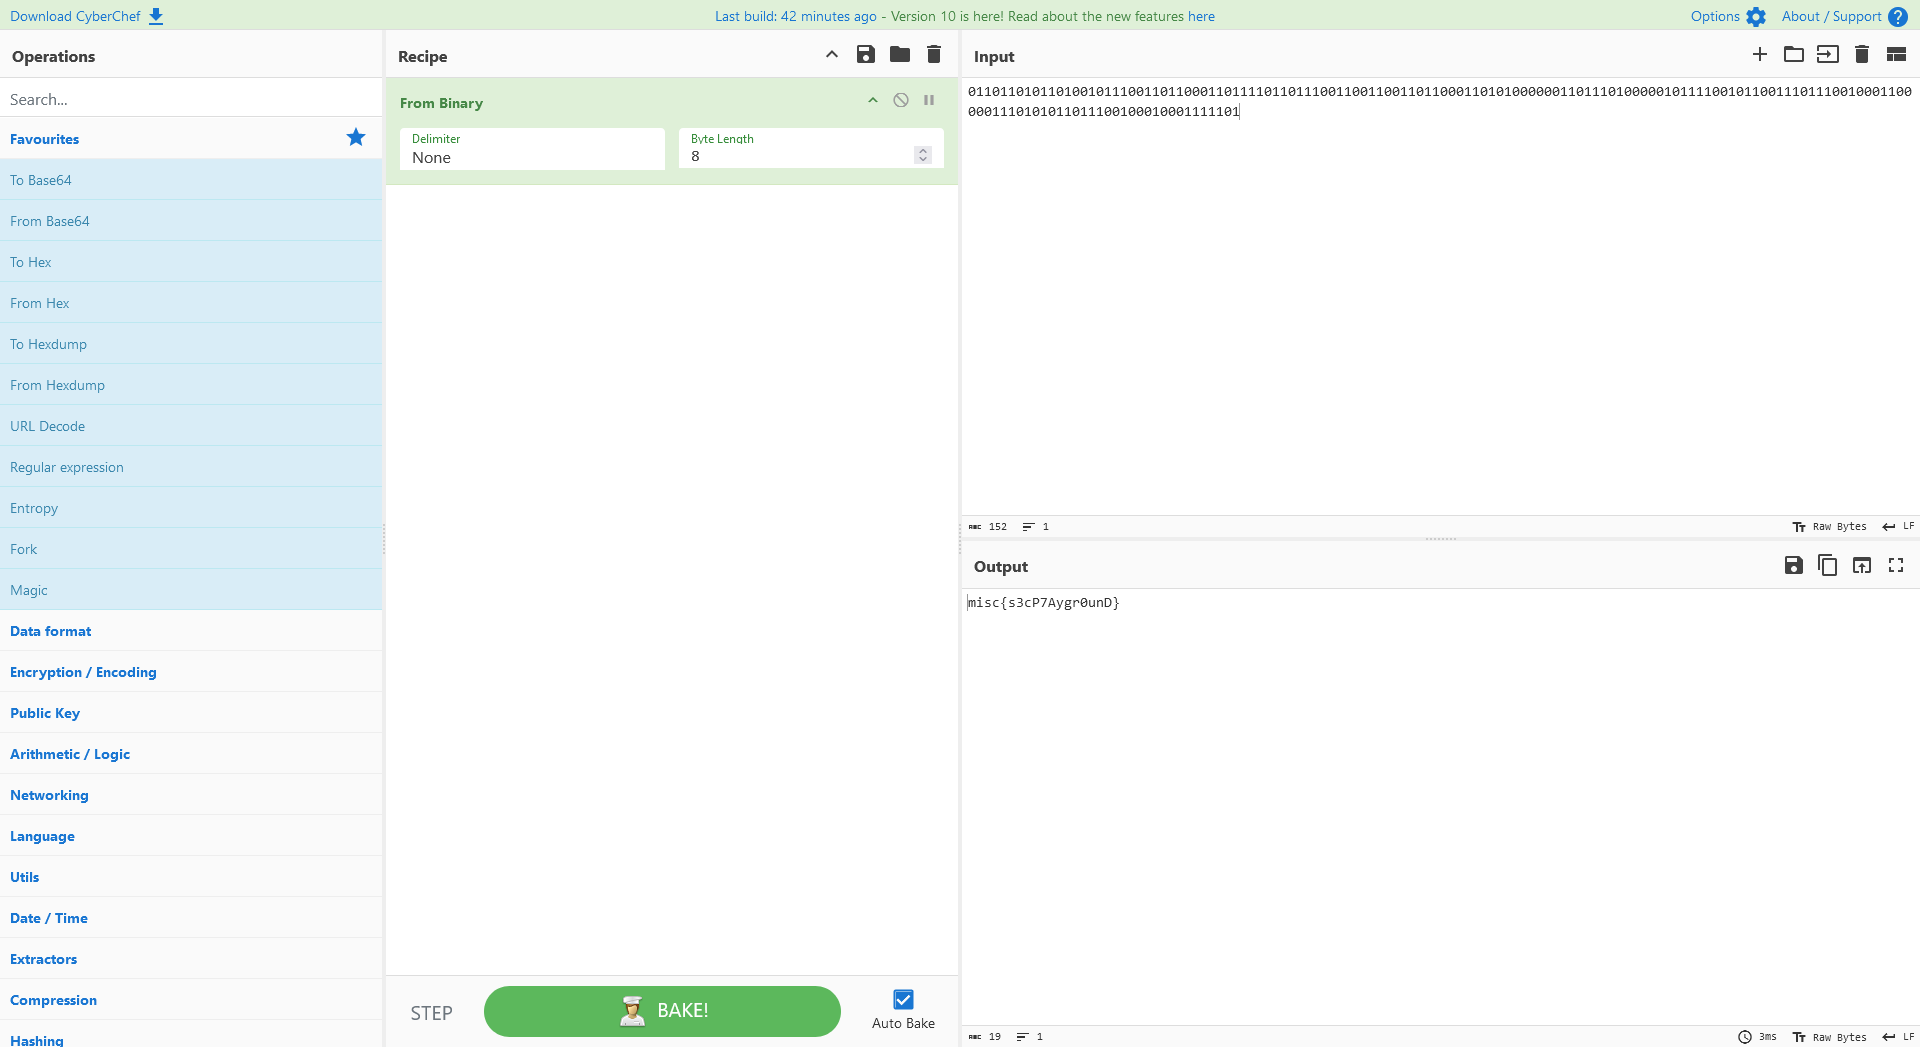 Download CyberChef
Last build: 42 minutes ago - Version 10 is here! Read about the new features here
Options
About / Support
Operations
Search...
Favourites
To Base64
From Base64
To Hex
From Hex
To Hexdump
From Hexdump
URL Decode
Regular expression
Entropy
Fork
Magic
Data format
Encryption / Encoding
Public Key
Arithmetic / Logic
Networking
Language
Utils
Date / Time
Extractors
Compression
Hashing
Recipe
From Binary
Delimiter
None
Byte Length
8
STEP
BAKE!
Auto Bake
Input
0110110101101001011100110110001101111011011100110011001101100011010100000011011101000001011110010110011101110010001100
0001110101011011100100010001111101
ABC 152
1
Raw Bytes
LF
Output
misc{s3cP7Aygr0unD}
ABC 19
1
3ms
Raw Bytes
LF